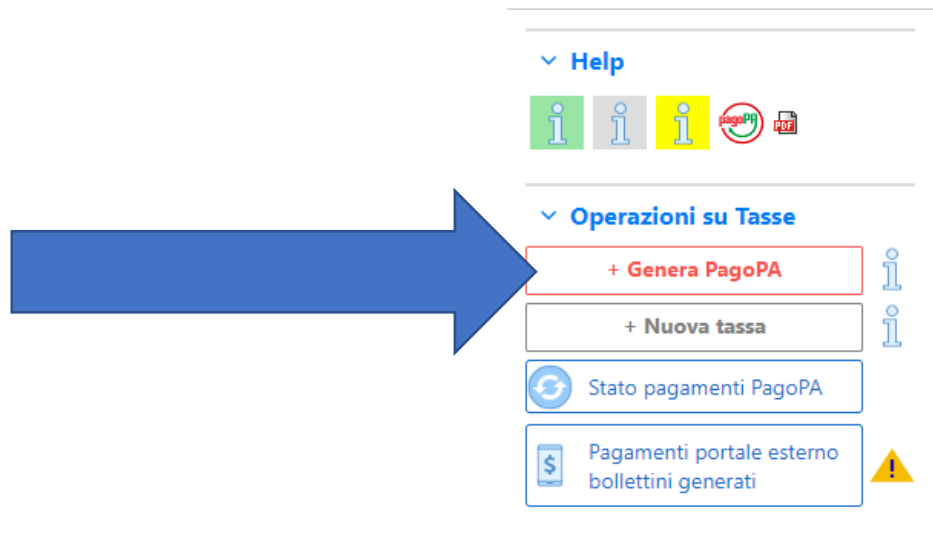 Help
pagoPA
PDF
Operazioni su Tasse
+ Genera PagoPA
+ Nuova tassa
Stato pagamenti PagoPA
Pagamenti portale esterno
bollettini generati